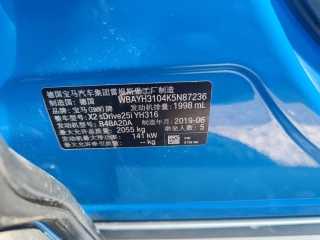 德国宝马汽车集团雷根斯堡工厂制造
制造国：德国 WBAYH3104K5N87236
品牌：宝马 发动机排量：1998 mL
整车型号：X2 sDrive25i YH316
发动机型号：B48A20A 制造年月：2019-06
最大允许总质量：2055 kg 乘坐人数：5
发动机最大净功率：141 kW